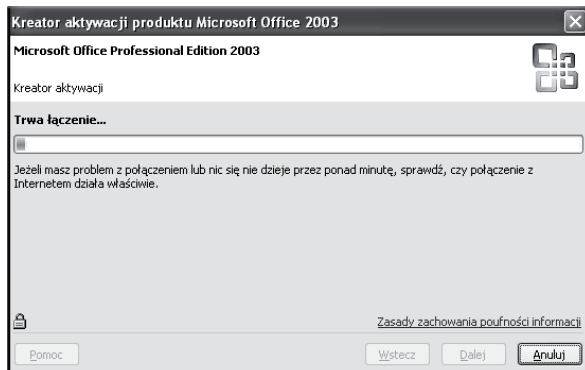 Kreator aktywacji produktu Microsoft Office 2003
Microsoft Office Professional Edition 2003
Kreator aktywacji
Trwa łączenie...
Jeżeli masz problem z połączeniem lub nic się nie dzieje przez ponad minutę, sprawdź, czy połączenie z
Internetem działa właściwie.
Zasady zachowania poufności informacji
Pomoc
Wstecz
Dalej
Anuluj